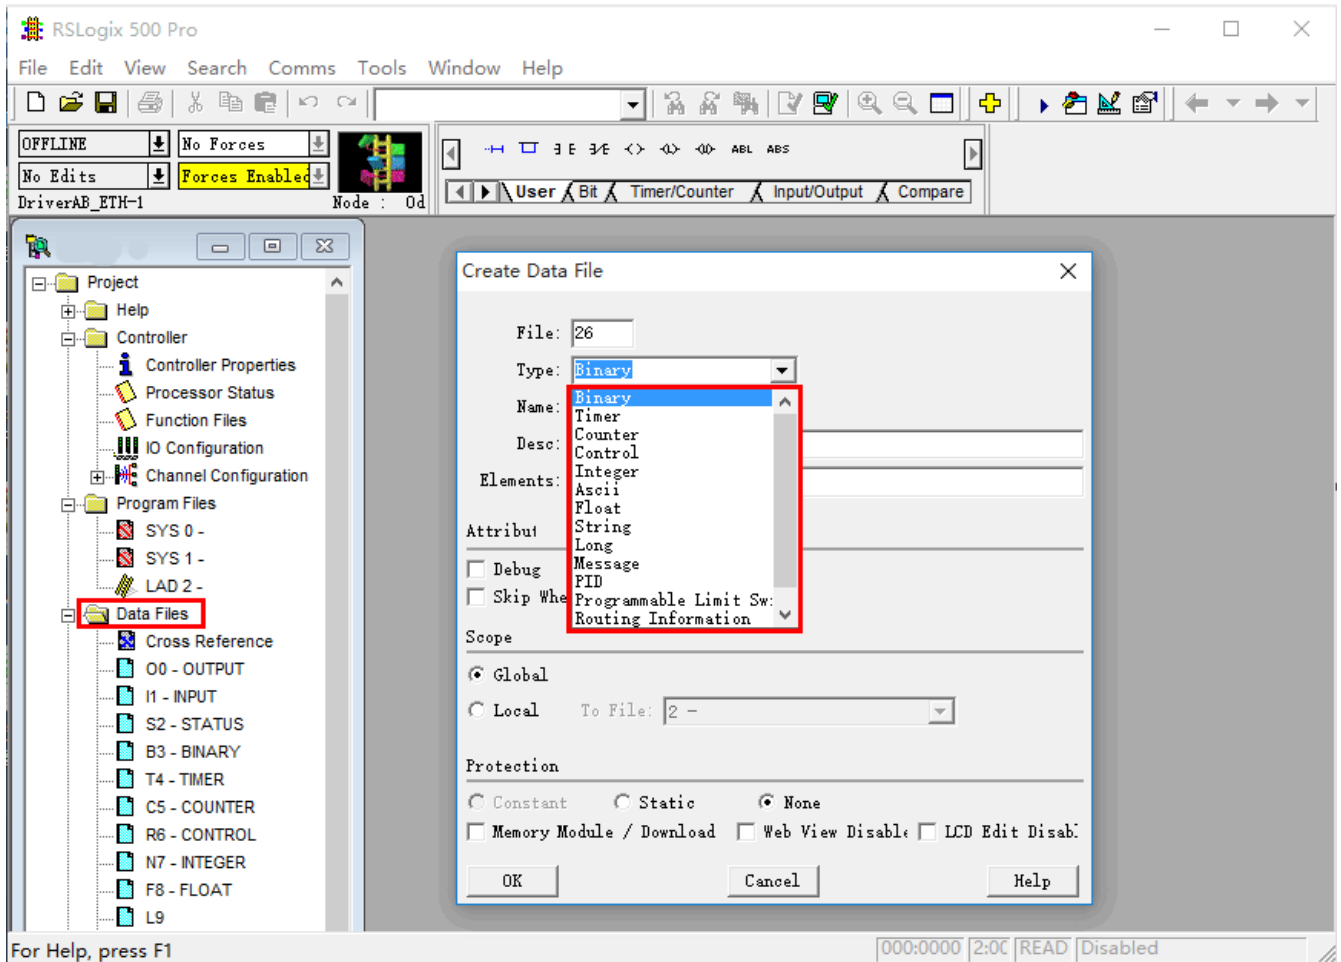 RSLogix 500 Pro
File Edit View Search Comms Tools Window Help
OFFLINE No Forces
No Edits Forces Enabled
DriverAB_ETH-1 Node : 0d
ABL ABS
User Bit Timer/Counter Input/Output Compare
Project
Help
Controller
Controller Properties
Processor Status
Function Files
IO Configuration
Channel Configuration
Program Files
SYS 0 -
SYS 1 -
LAD 2 -
Data Files
Cross Reference
O0 - OUTPUT
I1 - INPUT
S2 - STATUS
B3 - BINARY
T4 - TIMER
C5 - COUNTER
R6 - CONTROL
N7 - INTEGER
F8 - FLOAT
L9
Create Data File
File: 26
Type: Binary
Name:
Desc:
Elements:
Binary
Timer
Counter
Control
Integer
Ascii
Float
String
Long
Message
PID
Programmable Limit Sw
Routing Information
Attribut
Debug
Skip Whe
Scope
Global
Local To File: 2 -
Protection
Constant Static None
Memory Module / Download Web View Disable LCD Edit Disab
OK Cancel Help
For Help, press F1
000:0000 2:00 READ Disabled